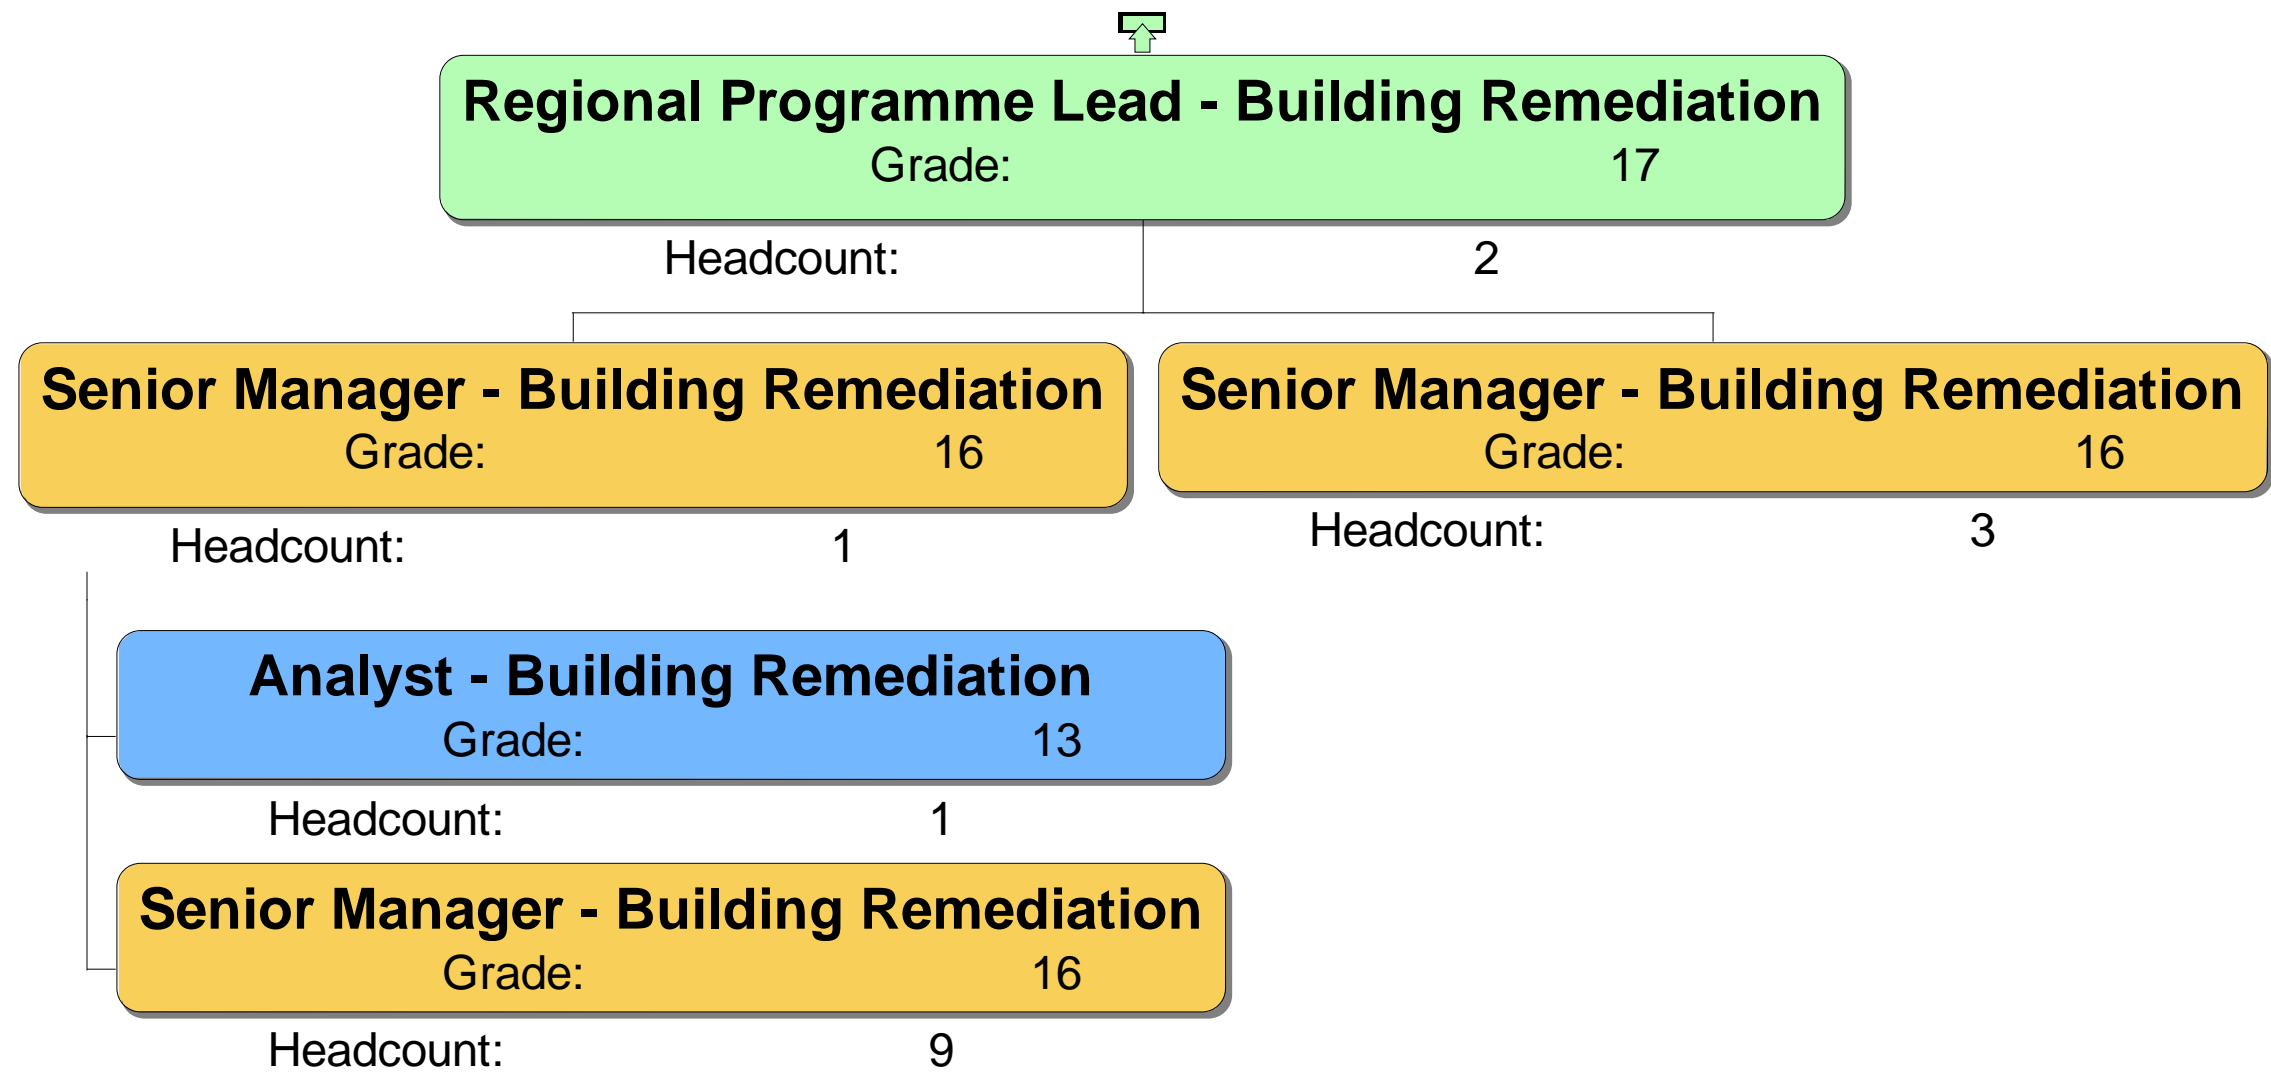 Regional Programme Lead - Building Remediation
Grade: 17
Headcount: 2
Senior Manager - Building Remediation
Grade: 16
Headcount: 1
Senior Manager - Building Remediation
Grade: 16
Headcount: 3
Analyst - Building Remediation
Grade: 13
Headcount: 1
Senior Manager - Building Remediation
Grade: 16
Headcount: 9